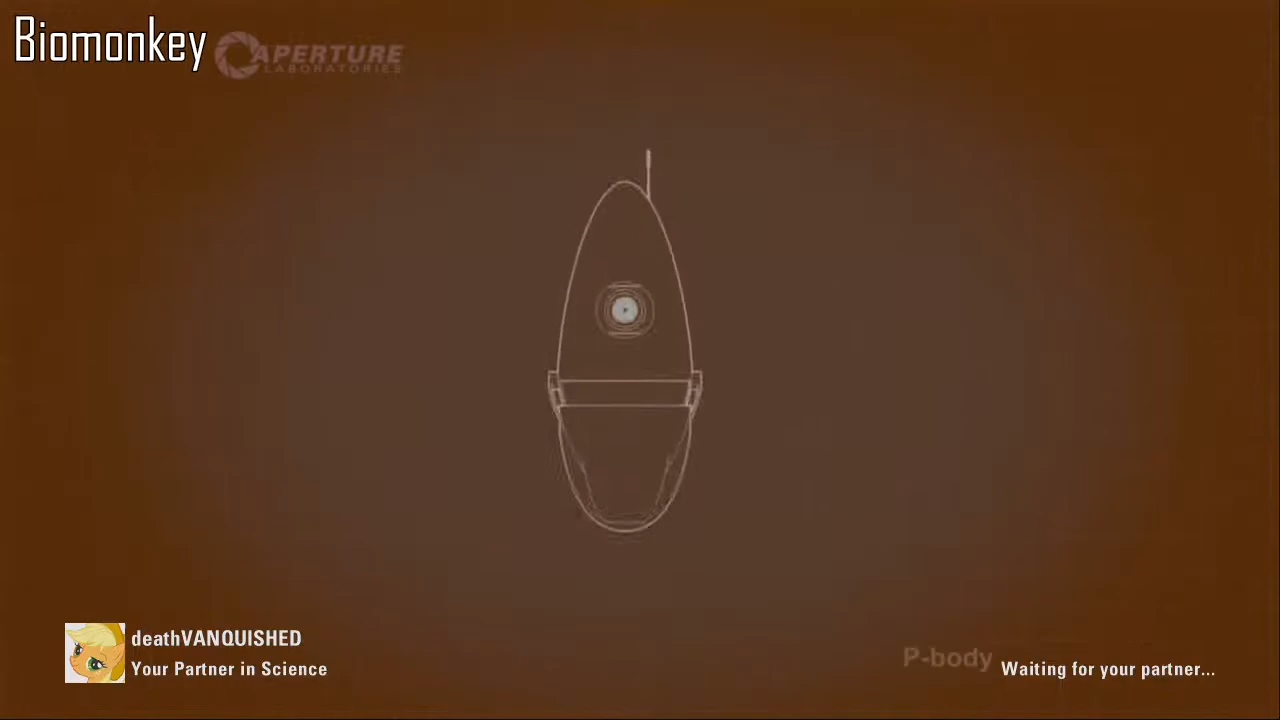 Biomonkey
APERTURE
LABORATORIES
deathVANQUISHED
Your Partner in Science
P-body
Waiting for your partner...